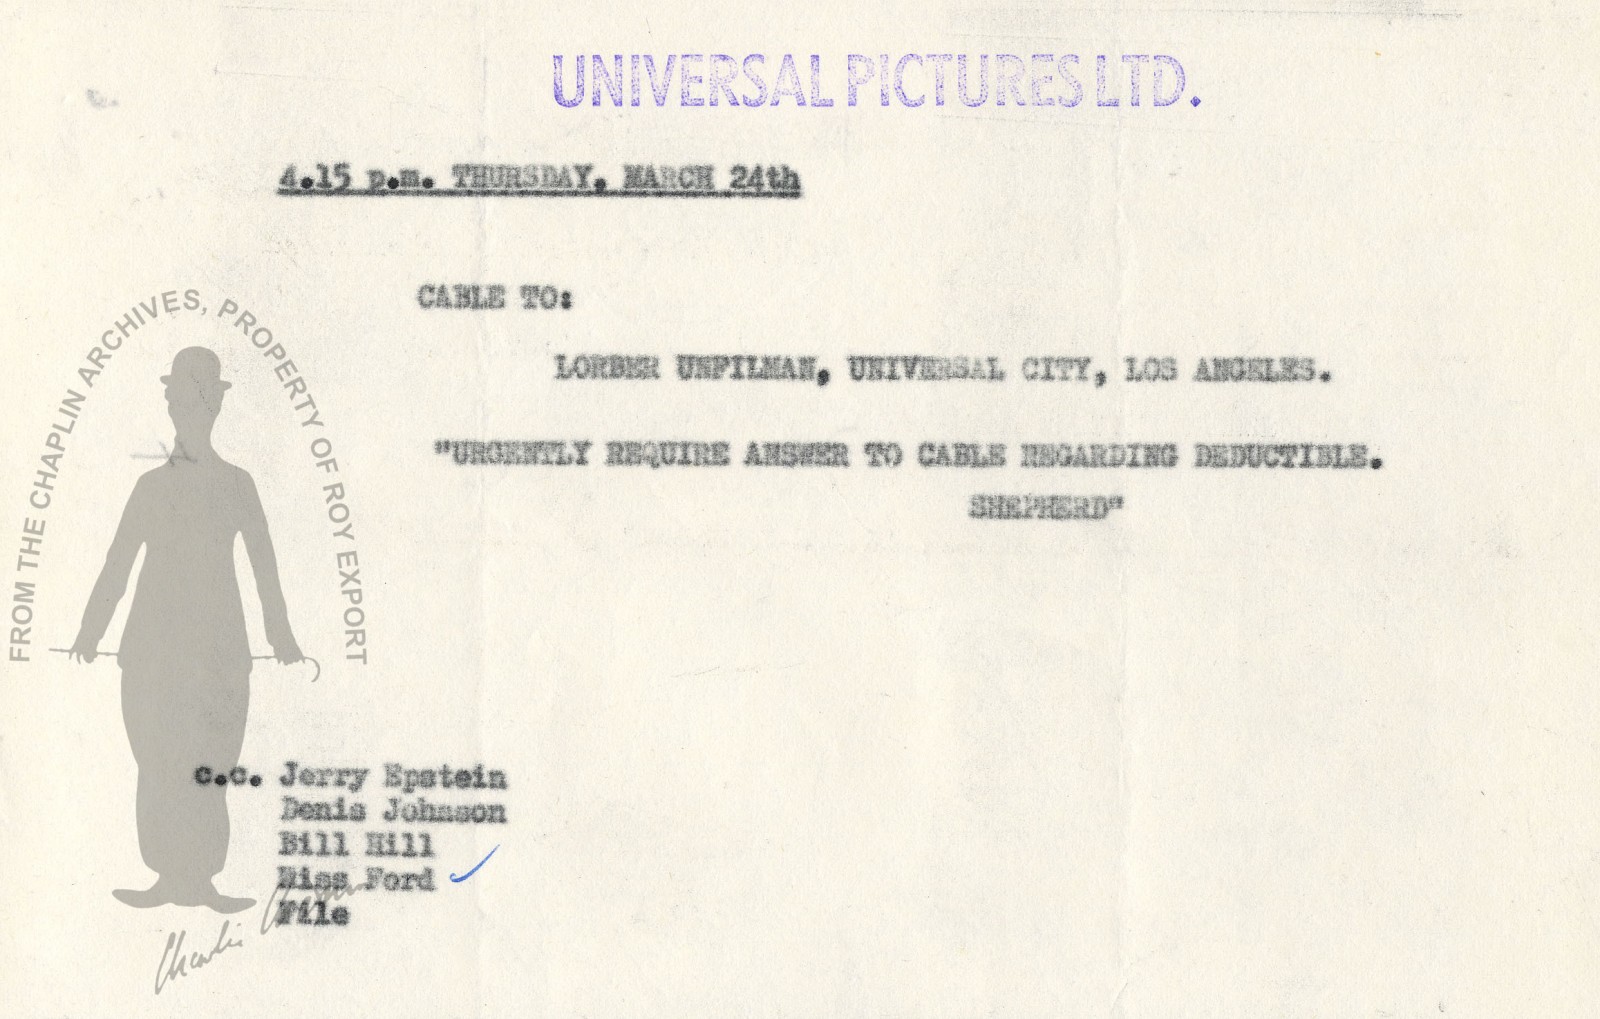 UNIVERSAL PICTURES LTD.
4.15 p.m. THURSDAY, MARCH 24th
CABLE TO:
LORBER UNFILMAN, UNIVERSAL CITY, LOS ANGELES.
"URGENTLY REQUIRE ANSWER TO CABLE REGARDING DEDUCTIBLE.
SHEPHERD"
FROM THE CHAPLIN ARCHIVES, PROPERTY OF ROY EXPORT
c.c. Jerry Epstein
Denis Johnson
Bill Hill
Miss Ford
File
Charlie Chaplin